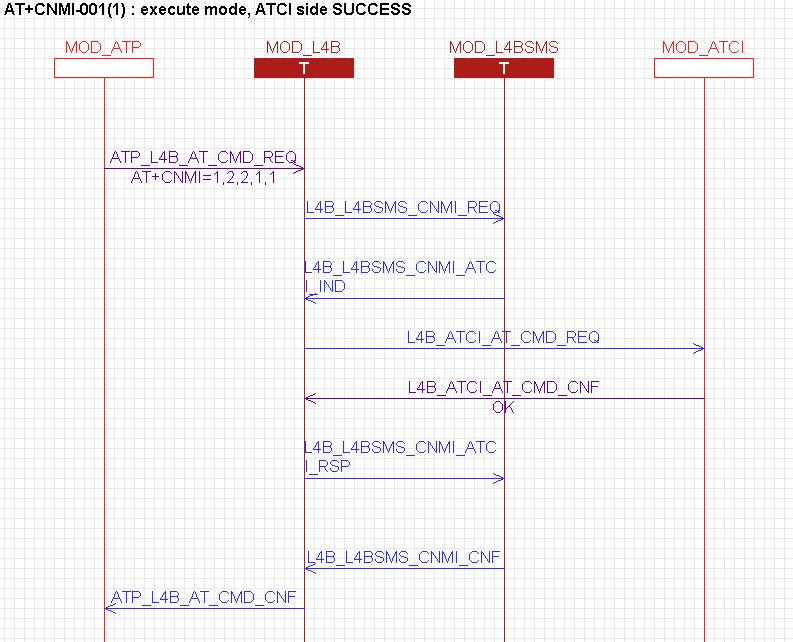 AT+CNMI-001(1) : execute mode, ATCI side SUCCESS
MOD_ATP
MOD_L4B
MOD_L4BSMS
MOD_ATCI
T
T
ATP_L4B_AT_CMD_REQ
AT+CNMI=1,2,2,1,1
L4B_L4BSMS_CNMI_REQ
L4B_L4BSMS_CNMI_ATC
I_IND
L4B_ATCI_AT_CMD_REQ
L4B_ATCI_AT_CMD_CNF
OK
L4B_L4BSMS_CNMI_ATC
I_RSP
L4B_L4BSMS_CNMI_CNF
ATP_L4B_AT_CMD_CNF